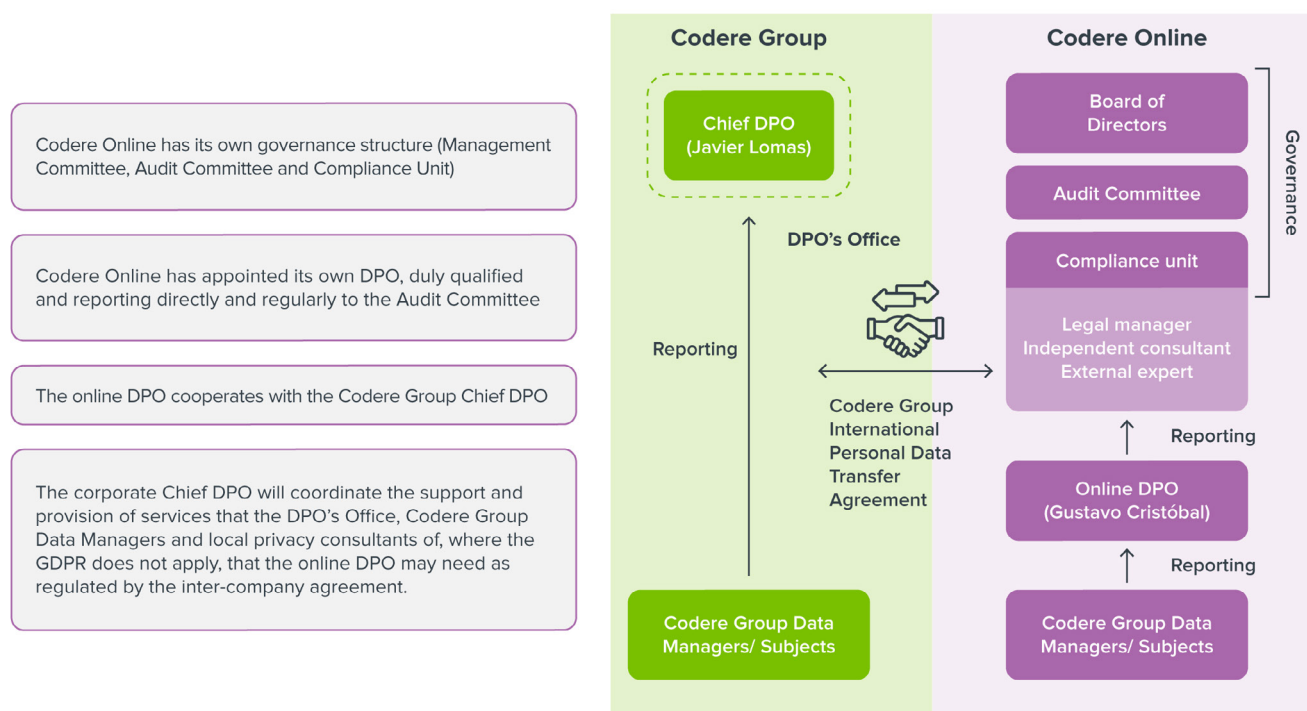 Codere Online has its own governance structure (Management
Committee, Audit Committee and Compliance Unit)
Codere Online has appointed its own DPO, duly qualified
and reporting directly and regularly to the Audit Committee
The online DPO cooperates with the Codere Group Chief DPO
The corporate Chief DPO will coordinate the support and
provision of services that the DPO’s Office, Codere Group
Data Managers and local privacy consultants of, where the
GDPR does not apply, that the online DPO may need as
regulated by the inter-company agreement.
Codere Group
Chief DPO
(Javier Lomas)
DPO’s Office
Reporting
Codere Group
International
Personal Data
Transfer
Agreement
Codere Group Data
Managers/ Subjects
Codere Online
Board of
Directors
Audit Committee
Compliance unit
Governance
Legal manager
Independent consultant
External expert
Reporting
Online DPO
(Gustavo Cristóbal)
Reporting
Codere Group Data
Managers/ Subjects